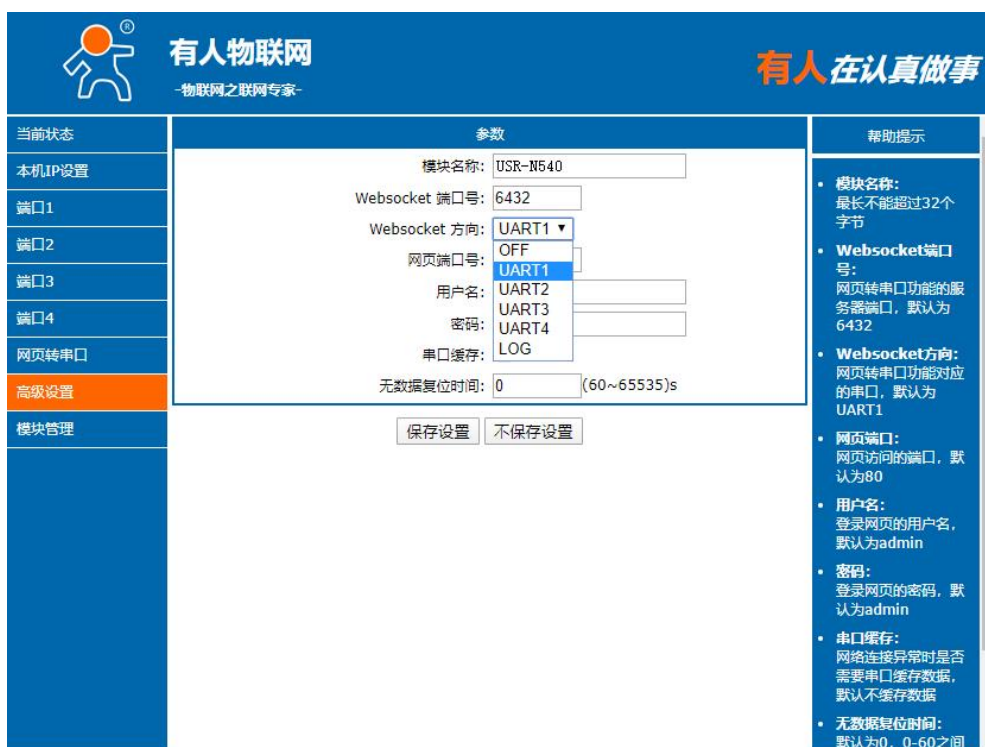 ®
有人物联网
-物联网之联网专家-
有人在认真做事
当前状态
本机IP设置
端口1
端口2
端口3
端口4
网页转串口
高级设置
模块管理
参数
模块名称: USR-N540
Websocket 端口号: 6432
Websocket 方向: UART1 ▼
OFF
网页端口号:
UART1
用户名: UART2
UART3
密码: UART4
串口缓存: LOG
无数据复位时间: 0 (60~65535)s
保存设置 不保存设置
帮助提示
• 模块名称:
最长不能超过32个
字节
• Websocket端口
号:
网页转串口功能的服
务器端口，默认为
6432
• Websocket方向:
网页转串口功能对应
的串口，默认为
UART1
• 网页端口:
网页访问的端口，默
认为80
• 用户名:
登录网页的用户名，
默认为admin
• 密码:
登录网页的密码，默
认为admin
• 串口缓存:
网络连接异常时是否
需要串口缓存数据，
默认不缓存数据
• 无数据复位时间:
默认为0，0-60之间